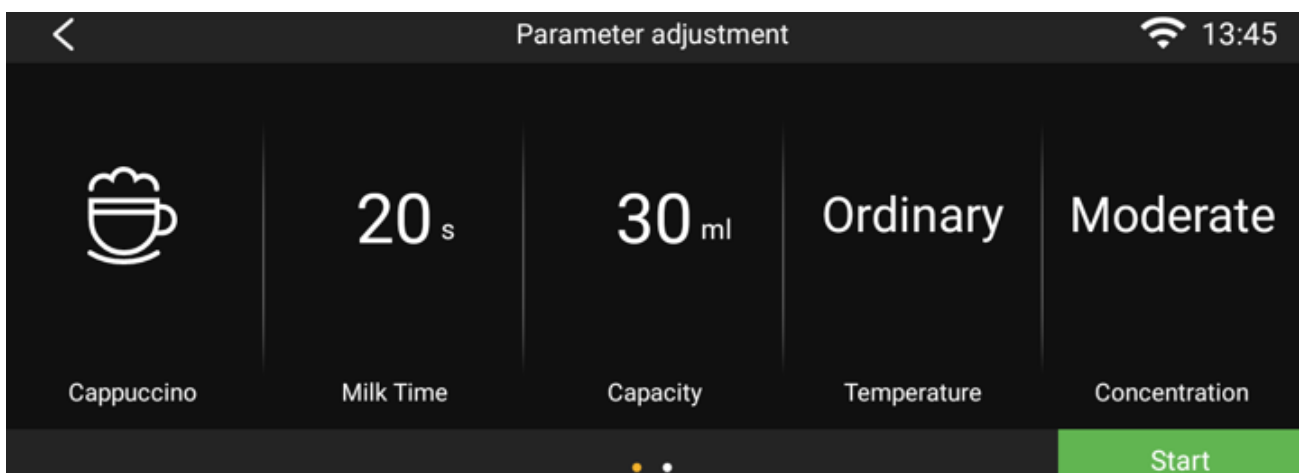 Parameter adjustment 13:45
20 s 30 ml Ordinary Moderate
Cappuccino Milk Time Capacity Temperature Concentration
Start